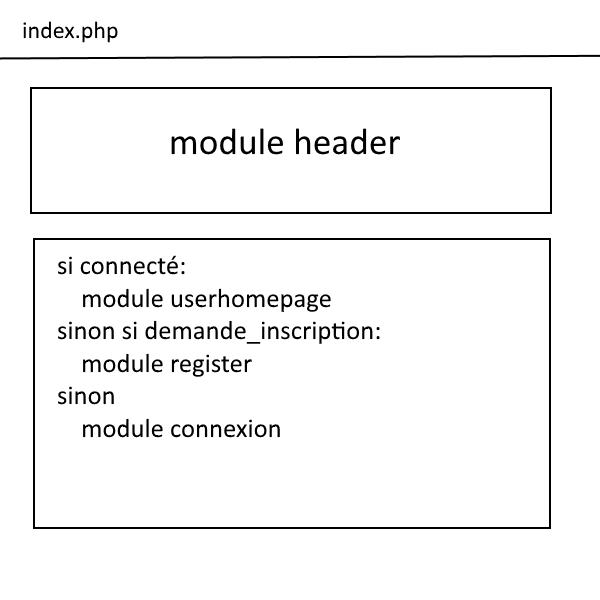 index.php
module header
si connecté:
module userhomepage
sinon si demande_inscription:
module register
sinon
module connexion